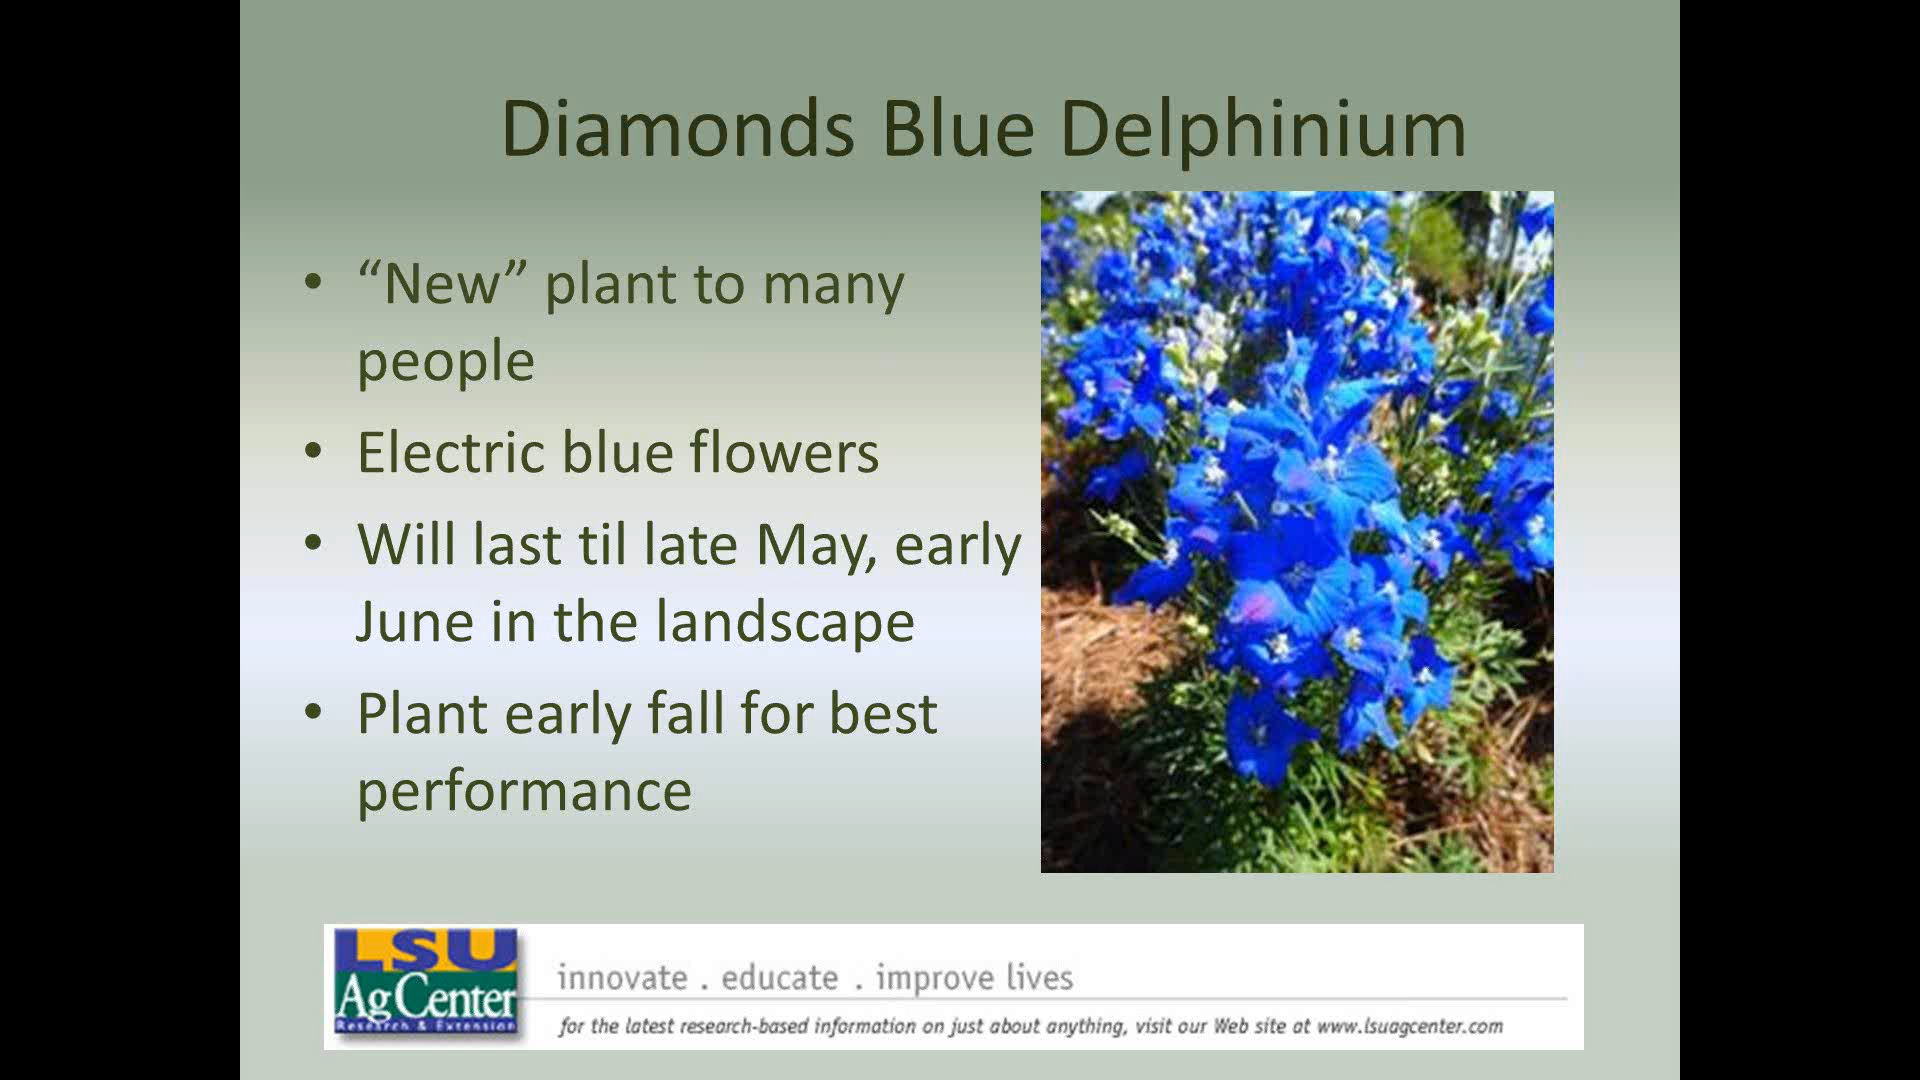 Diamonds Blue Delphinium
• “New” plant to many
people
• Electric blue flowers
• Will last til late May, early
June in the landscape
• Plant early fall for best
performance
LSU
AgCenter
Research & Extension
innovate . educate . improve lives
for the latest research-based information on just about anything, visit our Web site at www.lsuagcenter.com